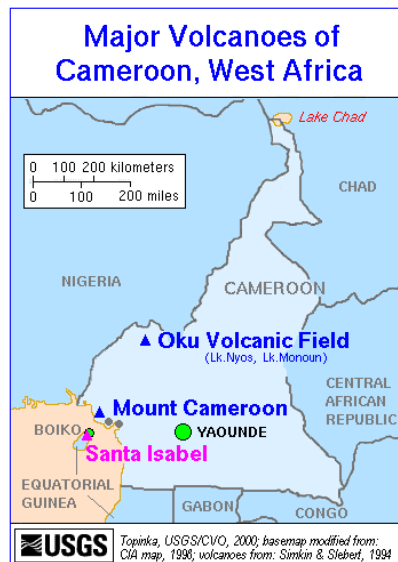 Major Volcanoes of
Cameroon, West Africa
Lake Chad
0 100 200 kilometers
0 100 200 miles
CHAD
NIGERIA
CAMEROON
Oku Volcanic Field
(Lk.Nyos, Lk.Monoun)
CENTRAL
AFRICAN
REPUBLIC
Mount Cameroon
BOIKO
YAOUNDE
Santa Isabel
EQUATORIAL
GUINEA
GABON
CONGO
USGS
Topinka, USGS/CVO, 2000; basemap modified from:
CIA map, 1996; volcanoes from: Simkin & Siebert, 1994